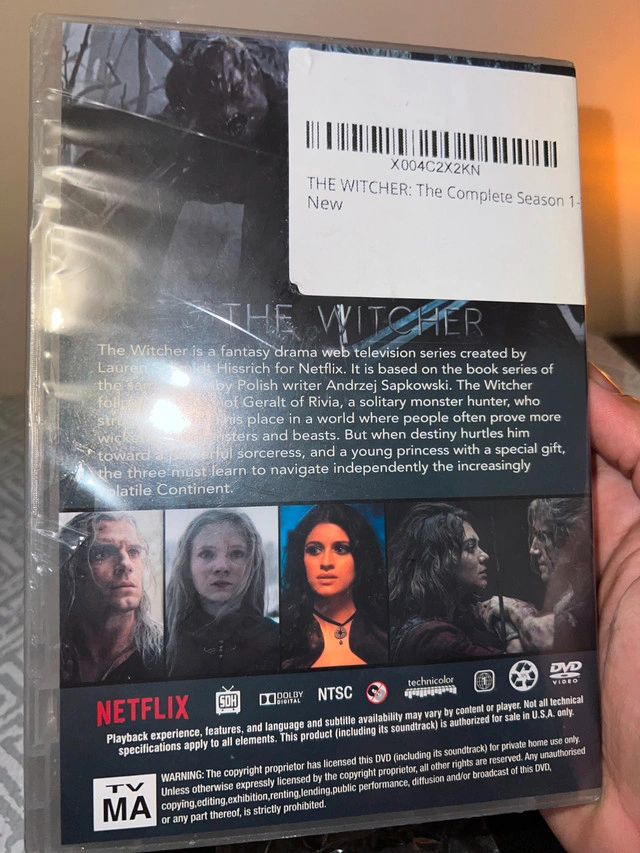 X004C2X2KN
THE WITCHER: The Complete Season 1-
New
THE WITCHER
The Witcher is a fantasy drama web television series created by
Lauren Hissrich for Netflix. It is based on the book series of
the by Polish writer Andrzej Sapkowski. The Witcher
of Geralt of Rivia, a solitary monster hunter, who
his place in a world where people often prove more
and beasts. But when destiny hurtles him
toward a sorceress, and a young princess with a special gift,
the three must learn to navigate independently the increasingly
latile Continent.
NETFLIX
SDH
DOLBY
DIGITAL
NTSC
technicolor
DVD
VIDEO
Playback experience, features, and language and subtitle availability may vary by content or player. Not all technical
specifications apply to all elements. This product (including its soundtrack) is authorized for sale in U.S.A. only.
TV
MA
WARNING: The copyright proprietor has licensed this DVD (including its soundtrack) for private home use only.
Unless otherwise expressly licensed by the copyright proprietor, all other rights are reserved. Any unauthorised
copying,editing,exhibition,renting,lending,public performance, diffusion and/or broadcast of this DVD,
or any part thereof, is strictly prohibited.